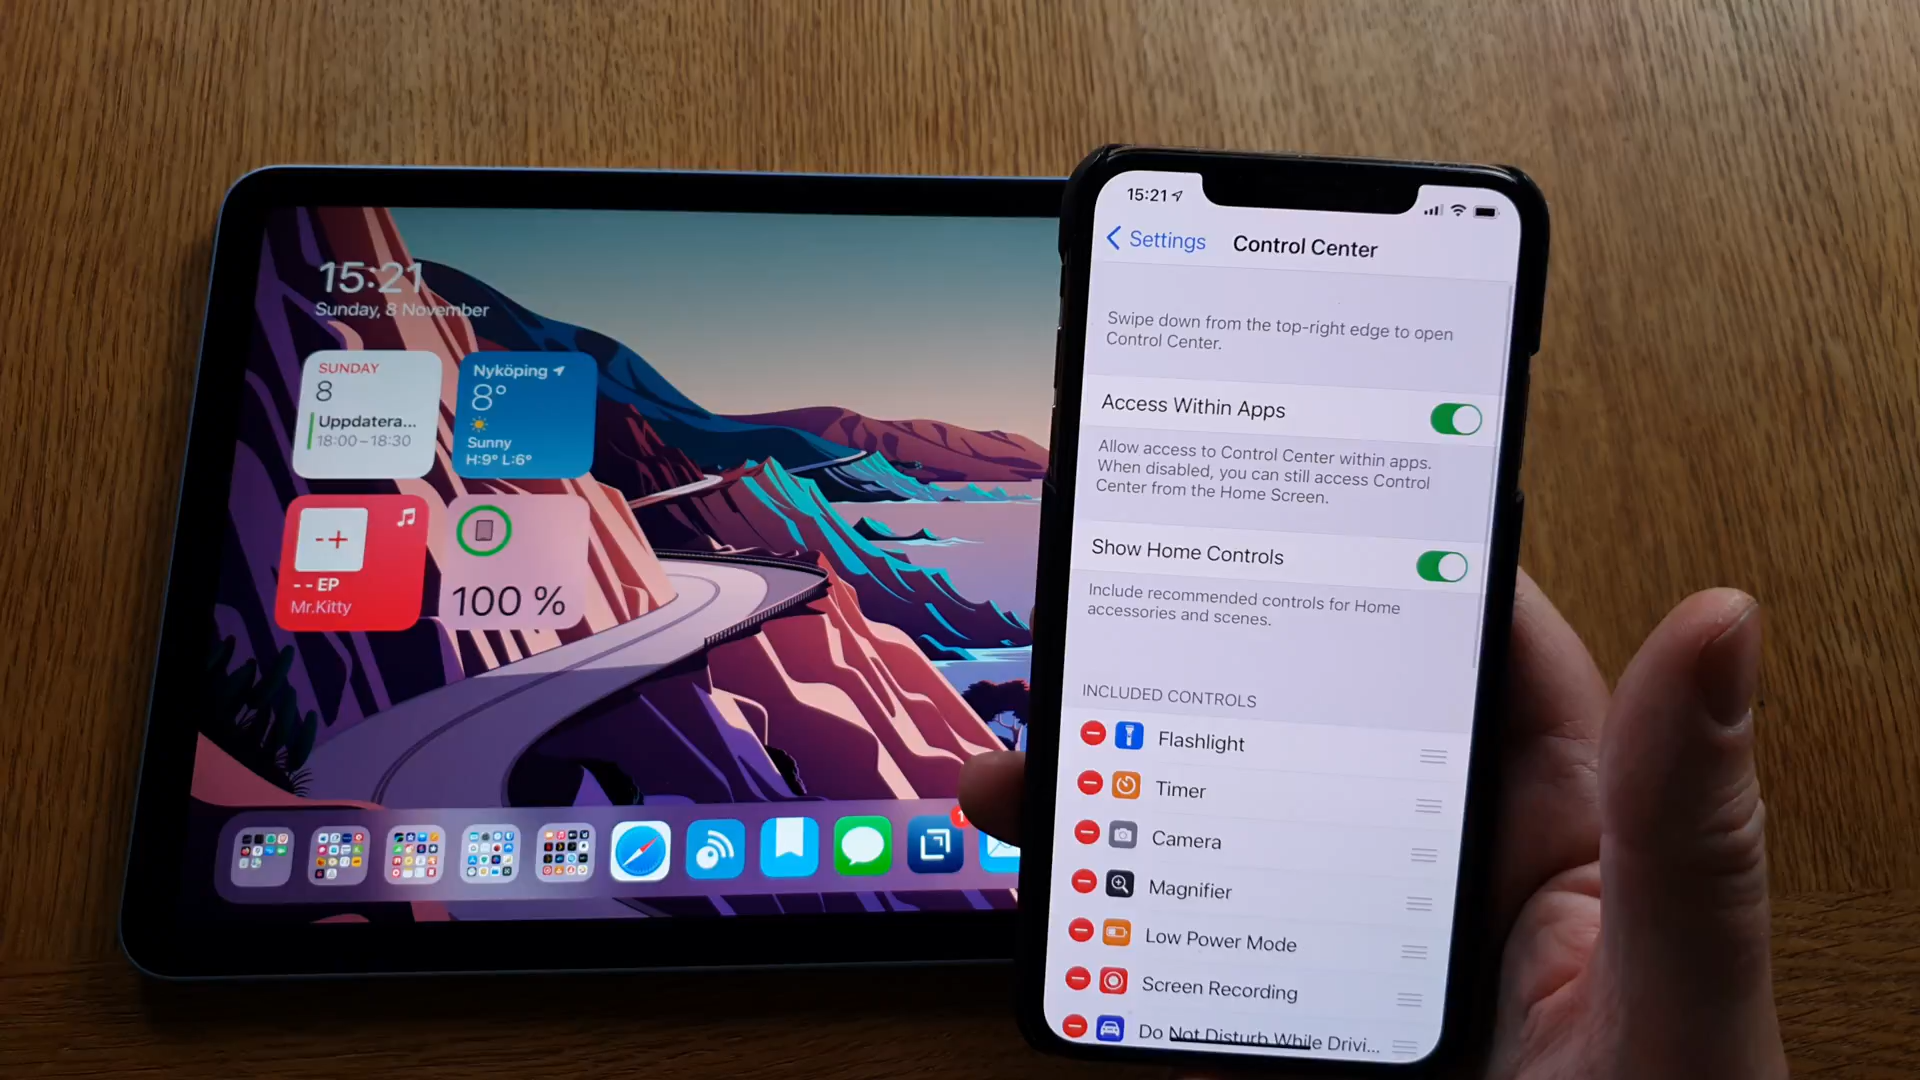 15:21
Sunday, 8 November
SUNDAY
8
Uppdatera...
18:00–18:30
Nyköping
8°
Sunny
H:9° L:6°
-+
-- EP
Mr.Kitty
100 %
1
15:21
Settings
Control Center
Swipe down from the top-right edge to open
Control Center.
Access Within Apps
Allow access to Control Center within apps.
When disabled, you can still access Control
Center from the Home Screen.
Show Home Controls
Include recommended controls for Home
accessories and scenes.
INCLUDED CONTROLS
Flashlight
Timer
Camera
Magnifier
Low Power Mode
Screen Recording
Do Not Disturb While Drivi...